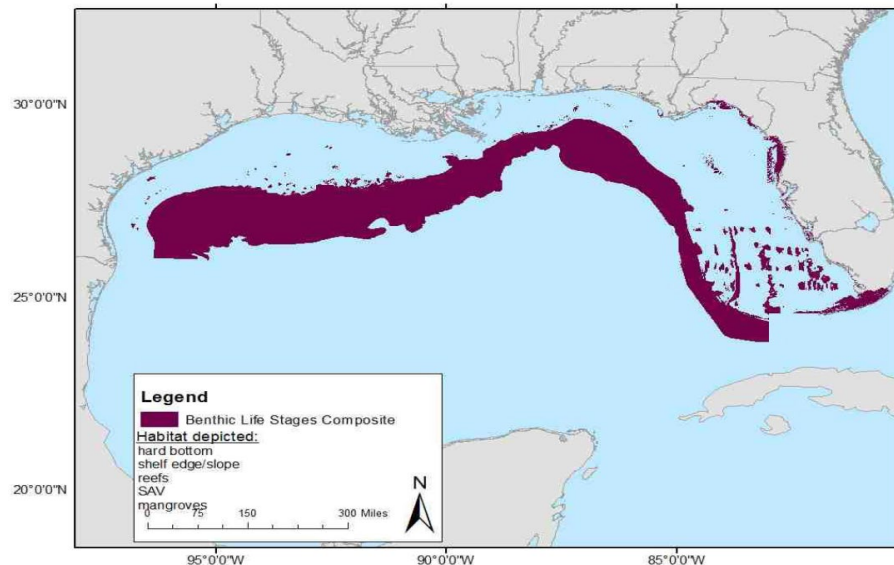 30°0'0"N
25°0'0"N
20°0'0"N
Legend
Benthic Life Stages Composite
Habitat depicted:
hard bottom
shelf edge/slope
reefs
SAV
mangroves
0 75 150 300 Miles
N
95°0'0"W 90°0'0"W 85°0'0"W